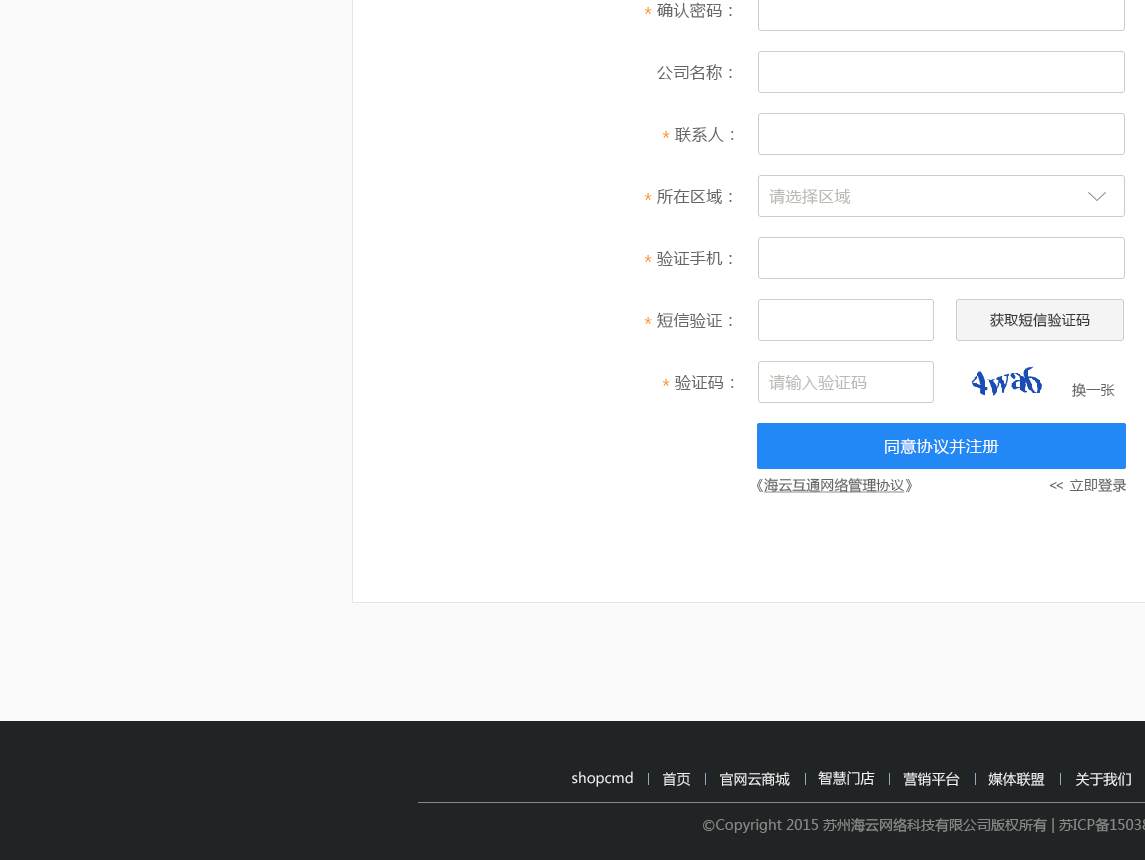 * 确认密码：
公司名称：
* 联系人：
* 所在区域： 请选择区域
* 验证手机：
* 短信验证： 获取短信验证码
* 验证码： 请输入验证码 4wab 换一张
同意协议并注册
《海云互通网络管理协议》 << 立即登录
shopcmd | 首页 | 官网云商城 | 智慧门店 | 营销平台 | 媒体联盟 | 关于我们
©Copyright 2015 苏州海云网络科技有限公司版权所有 | 苏ICP备15038